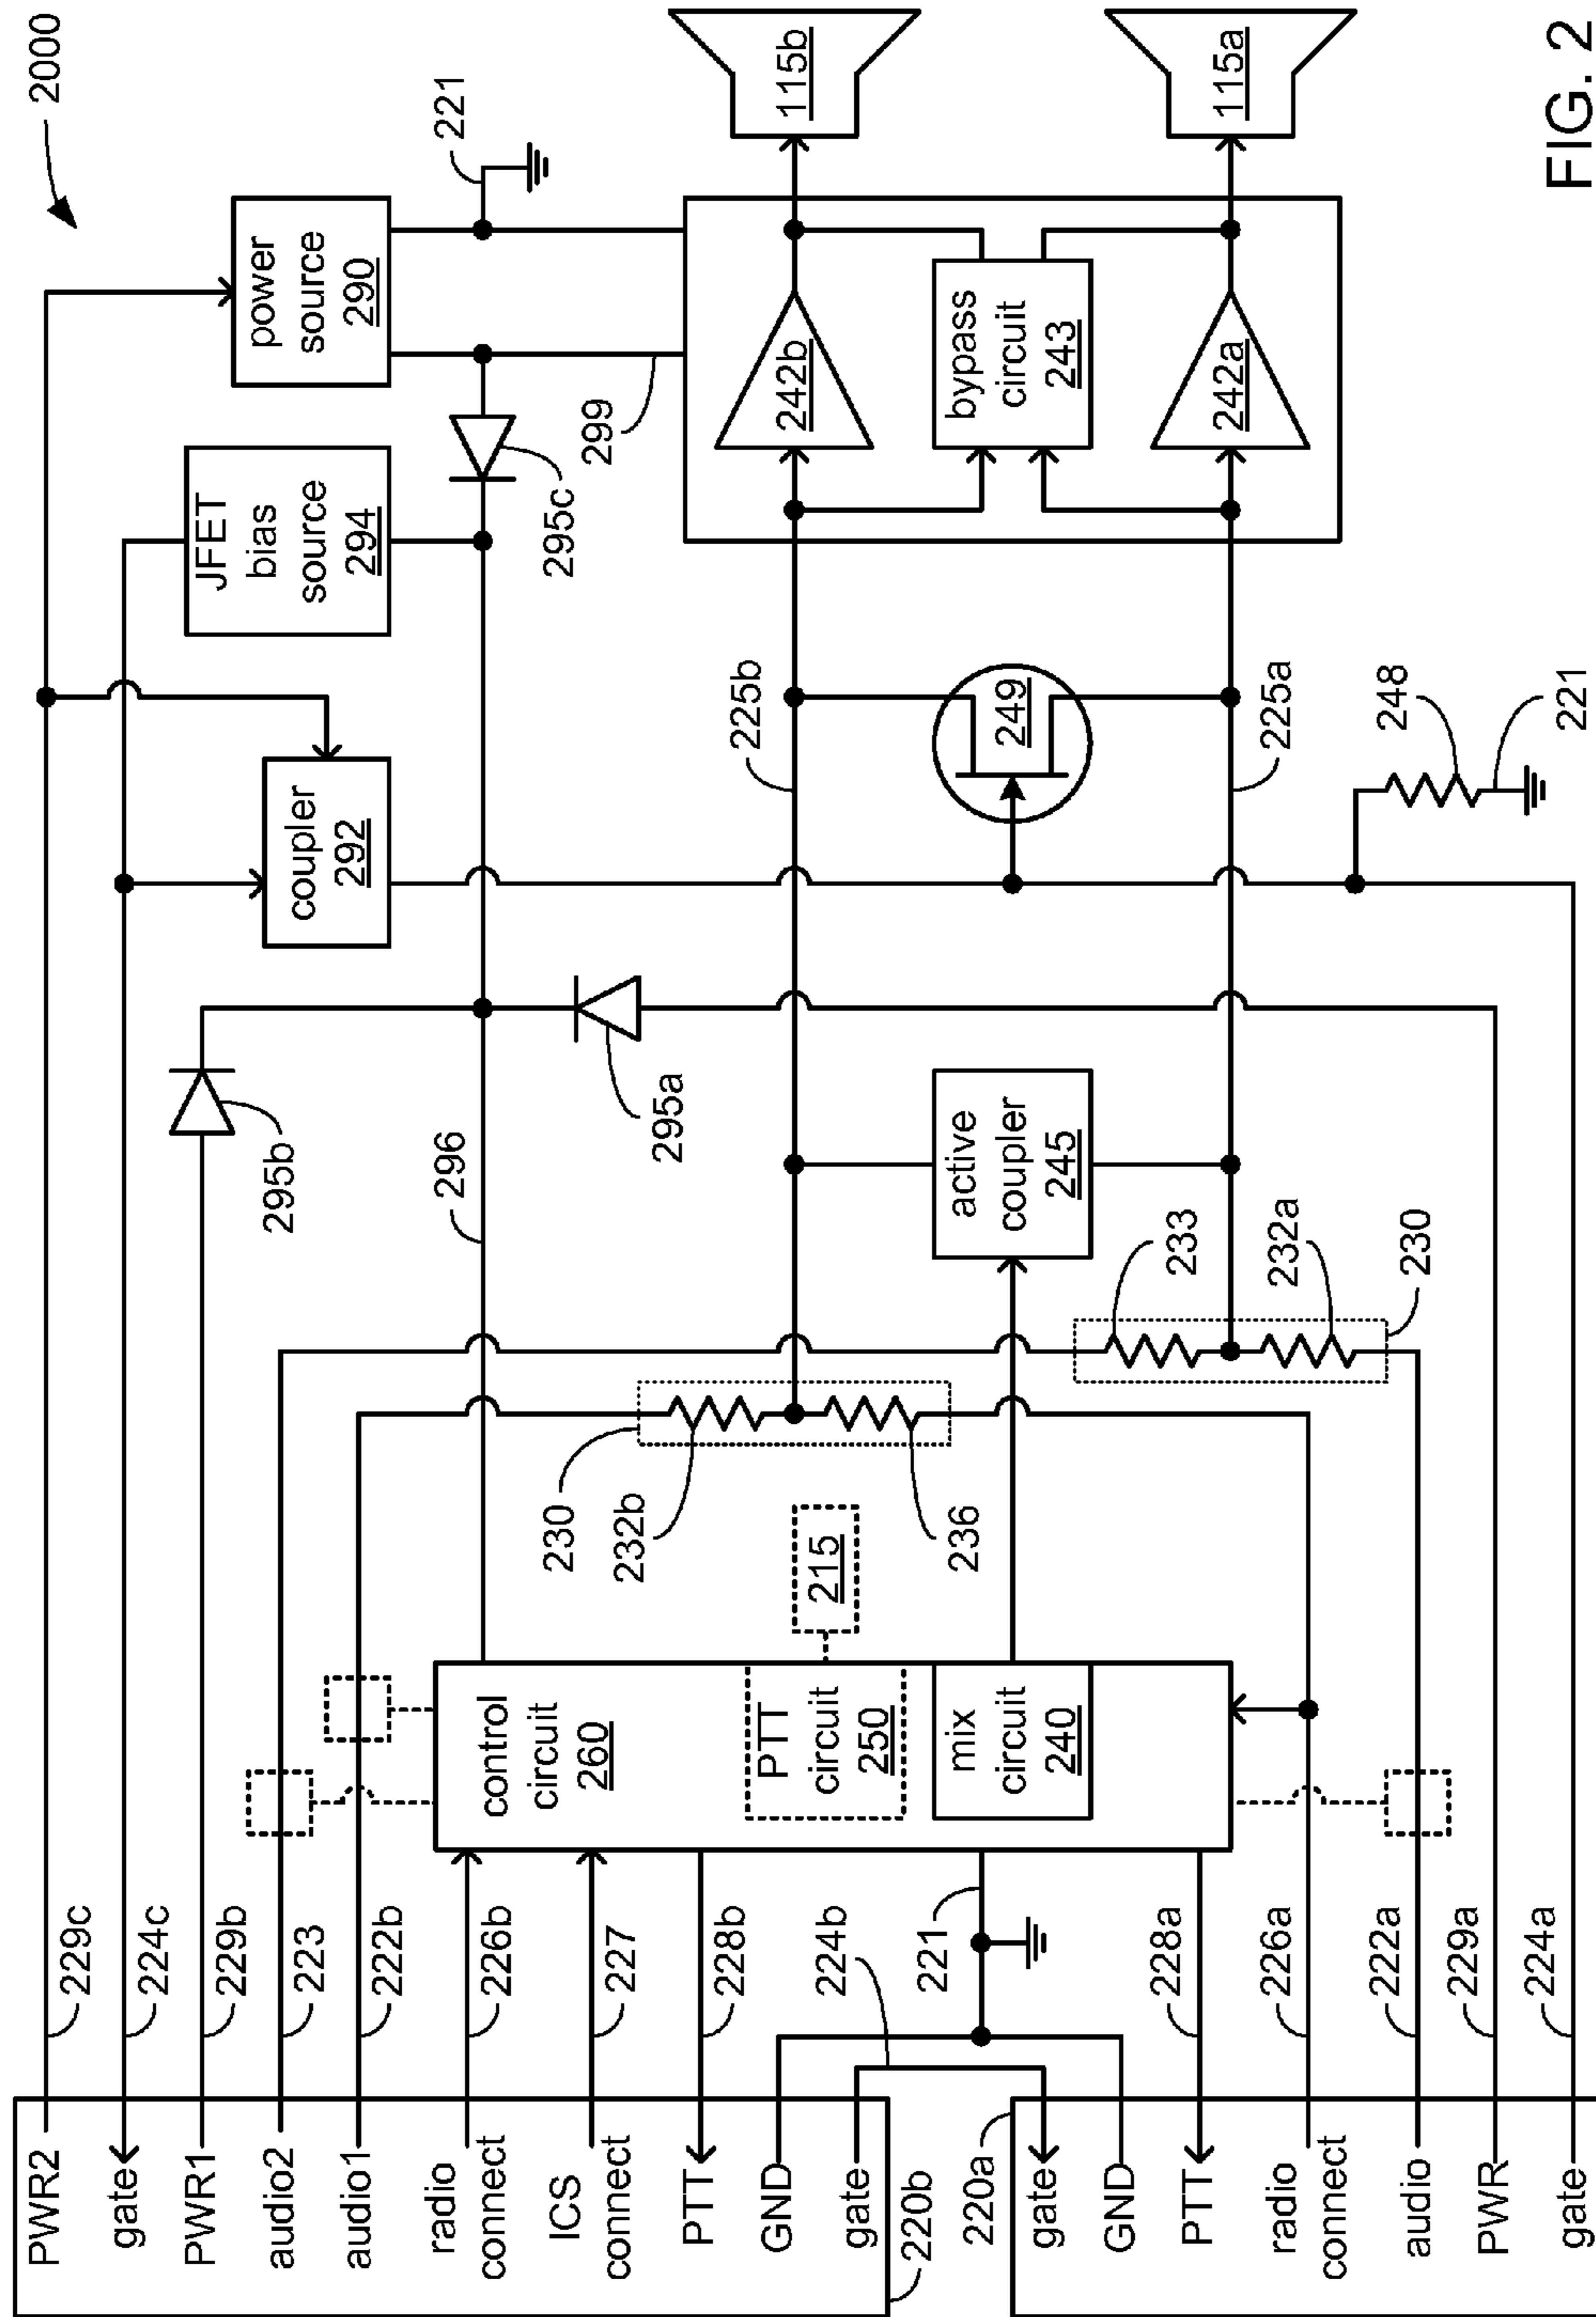 2000
PWR2
229c
gate
224c
PWR1
229b
audio2
223
audio1
222b
radio
connect
226b
ICS
connect
227
PTT
228b
GND
gate
224b
220b
220a
gate
GND
221
PTT
228a
radio
connect
226a
audio
222a
PWR
229a
gate
224a
control
circuit
260
PTT
circuit
250
mix
circuit
240
215
230
232b
236
296
295b
295a
active
coupler
245
233
232a
230
coupler
292
JFET
bias
source
294
power
source
290
221
295c
299
225b
249
225a
248
221
242b
bypass
circuit
243
242a
115b
115a
FIG. 2